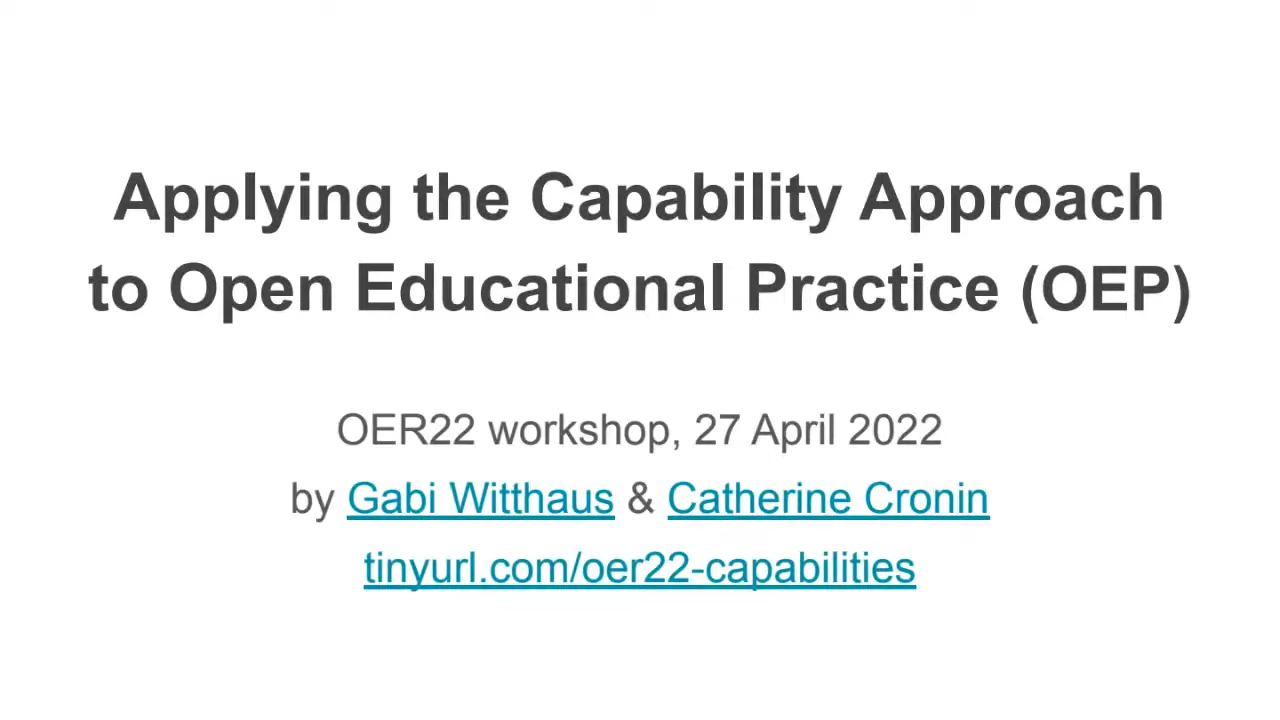 Applying the Capability Approach
to Open Educational Practice (OEP)
OER22 workshop, 27 April 2022
by Gabi Witthaus & Catherine Cronin
tinyurl.com/oer22-capabilities